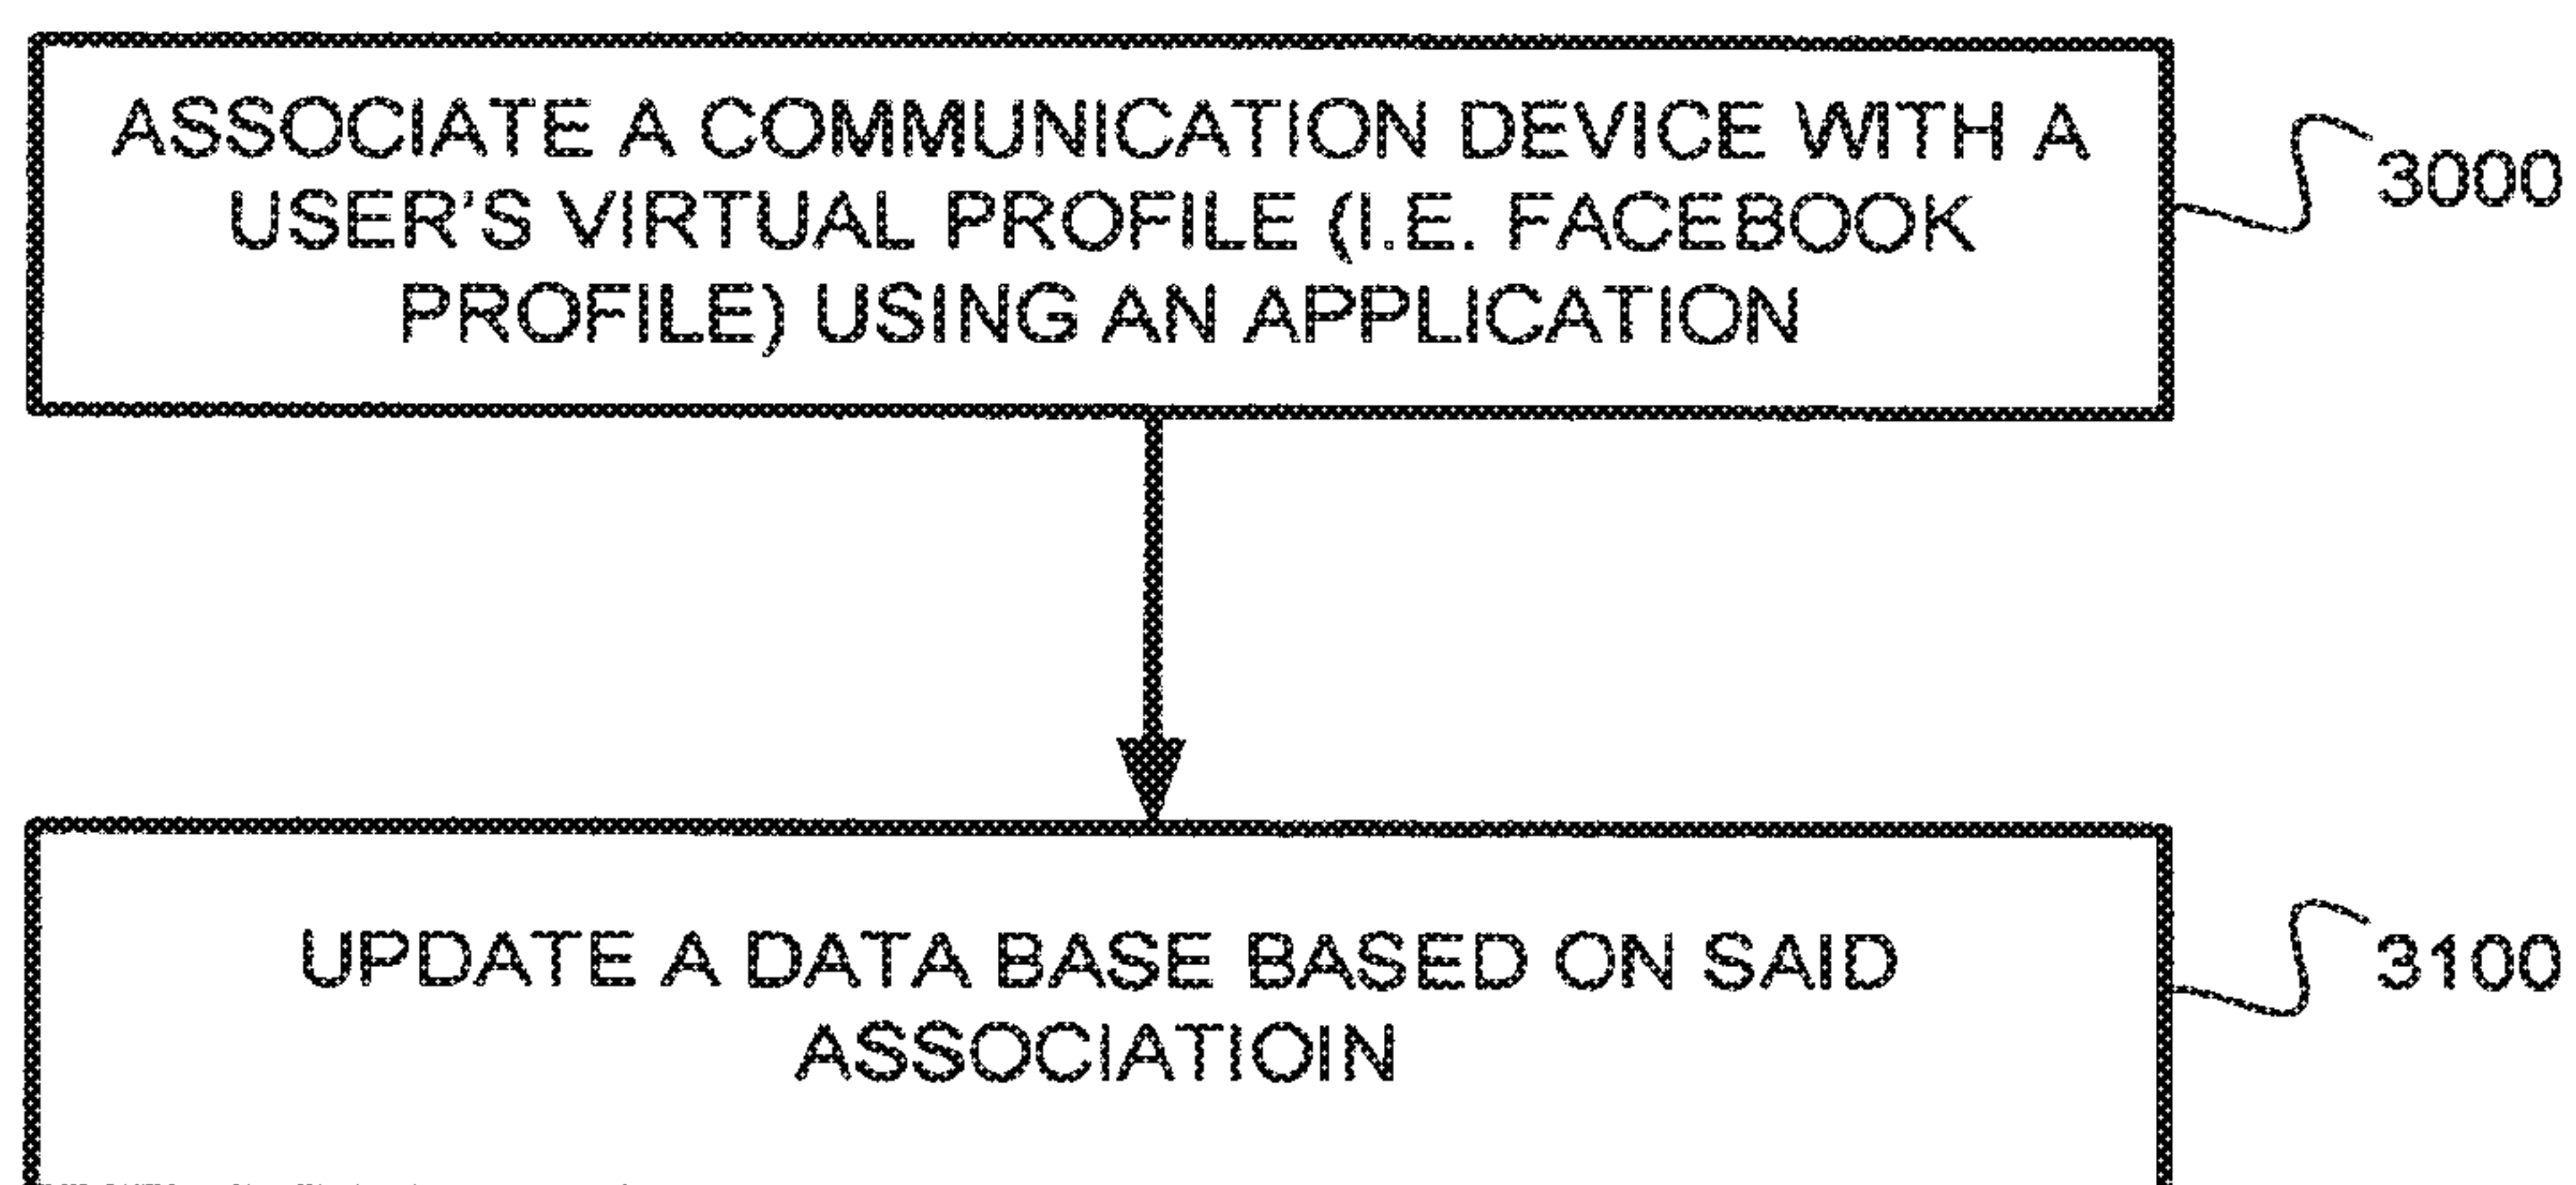 ASSOCIATE A COMMUNICATION DEVICE WITH A
USER'S VIRTUAL PROFILE (I.E. FACEBOOK
PROFILE) USING AN APPLICATION
3000
UPDATE A DATA BASE BASED ON SAID
ASSOCIATIOIN
3100